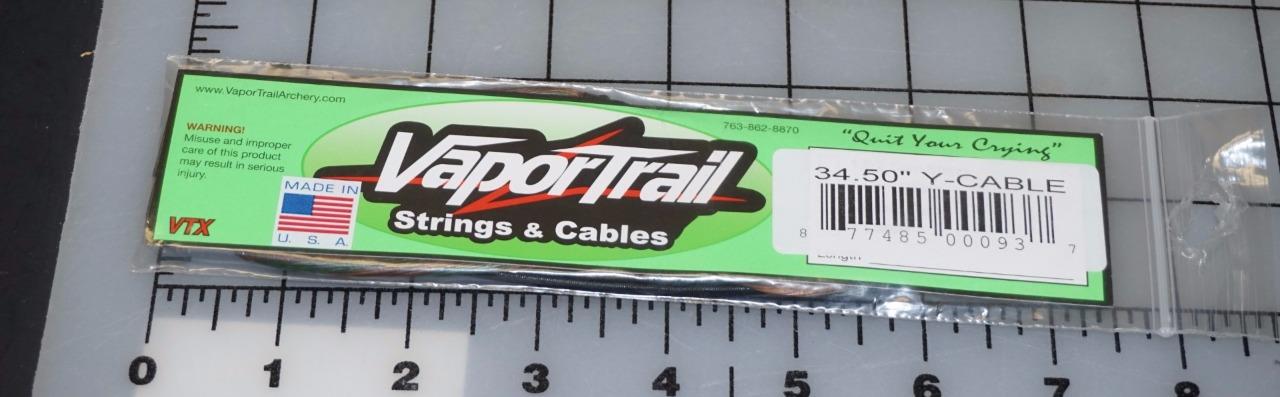 www.VaporTrailArchery.com
WARNING!
Misuse and improper
care of this product
may result in serious
injury.
VTX
MADE IN
U. S. A.
VaporTrail
Strings & Cables
763-862-8870
"Quit Your Crying"
34.50" Y-CABLE
8 77485 00093 7
Length
0 1 2 3 4 5 6 7 8